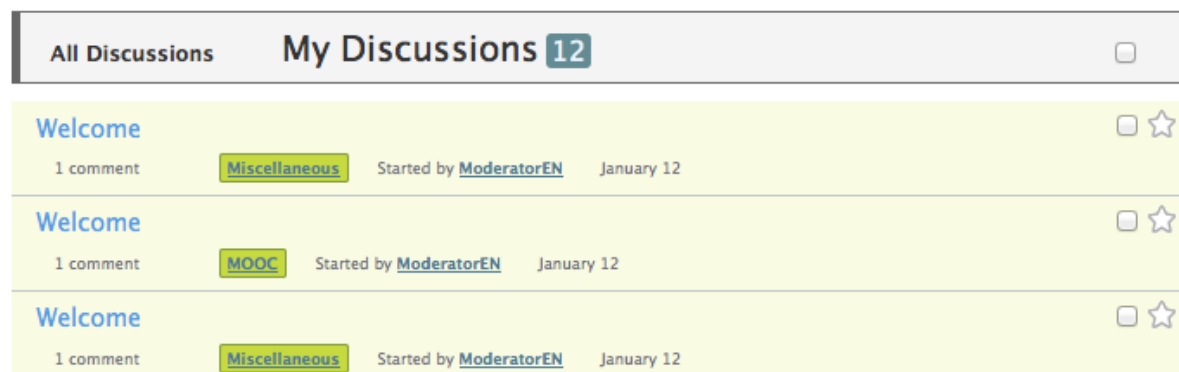 All Discussions My Discussions 12
Welcome
1 comment Miscellaneous Started by ModeratorEN January 12
Welcome
1 comment MOOC Started by ModeratorEN January 12
Welcome
1 comment Miscellaneous Started by ModeratorEN January 12